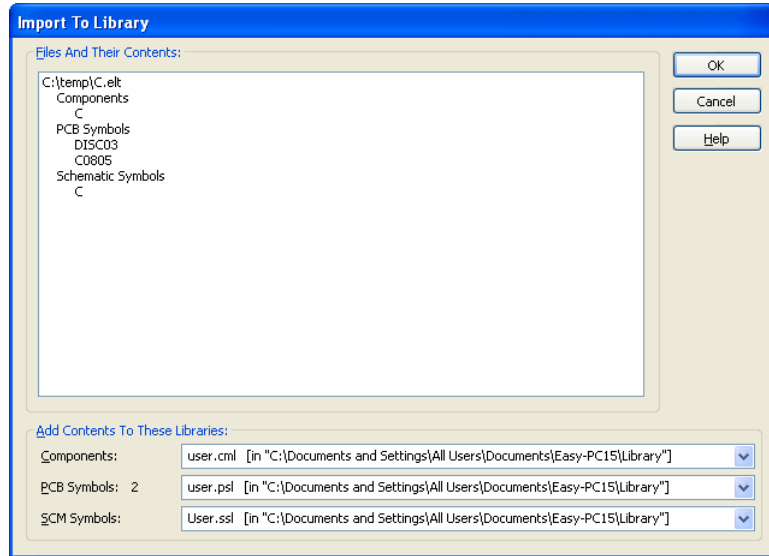 Import To Library
Files And Their Contents:
C:\temp\C.elt
Components
C
PCB Symbols
DISC03
C0805
Schematic Symbols
C
OK
Cancel
Help
Add Contents To These Libraries:
Components: user.cml [in "C:\Documents and Settings\All Users\Documents\Easy-PC15\Library"]
PCB Symbols: 2 user.psl [in "C:\Documents and Settings\All Users\Documents\Easy-PC15\Library"]
SCM Symbols: User.ssl [in "C:\Documents and Settings\All Users\Documents\Easy-PC15\Library"]